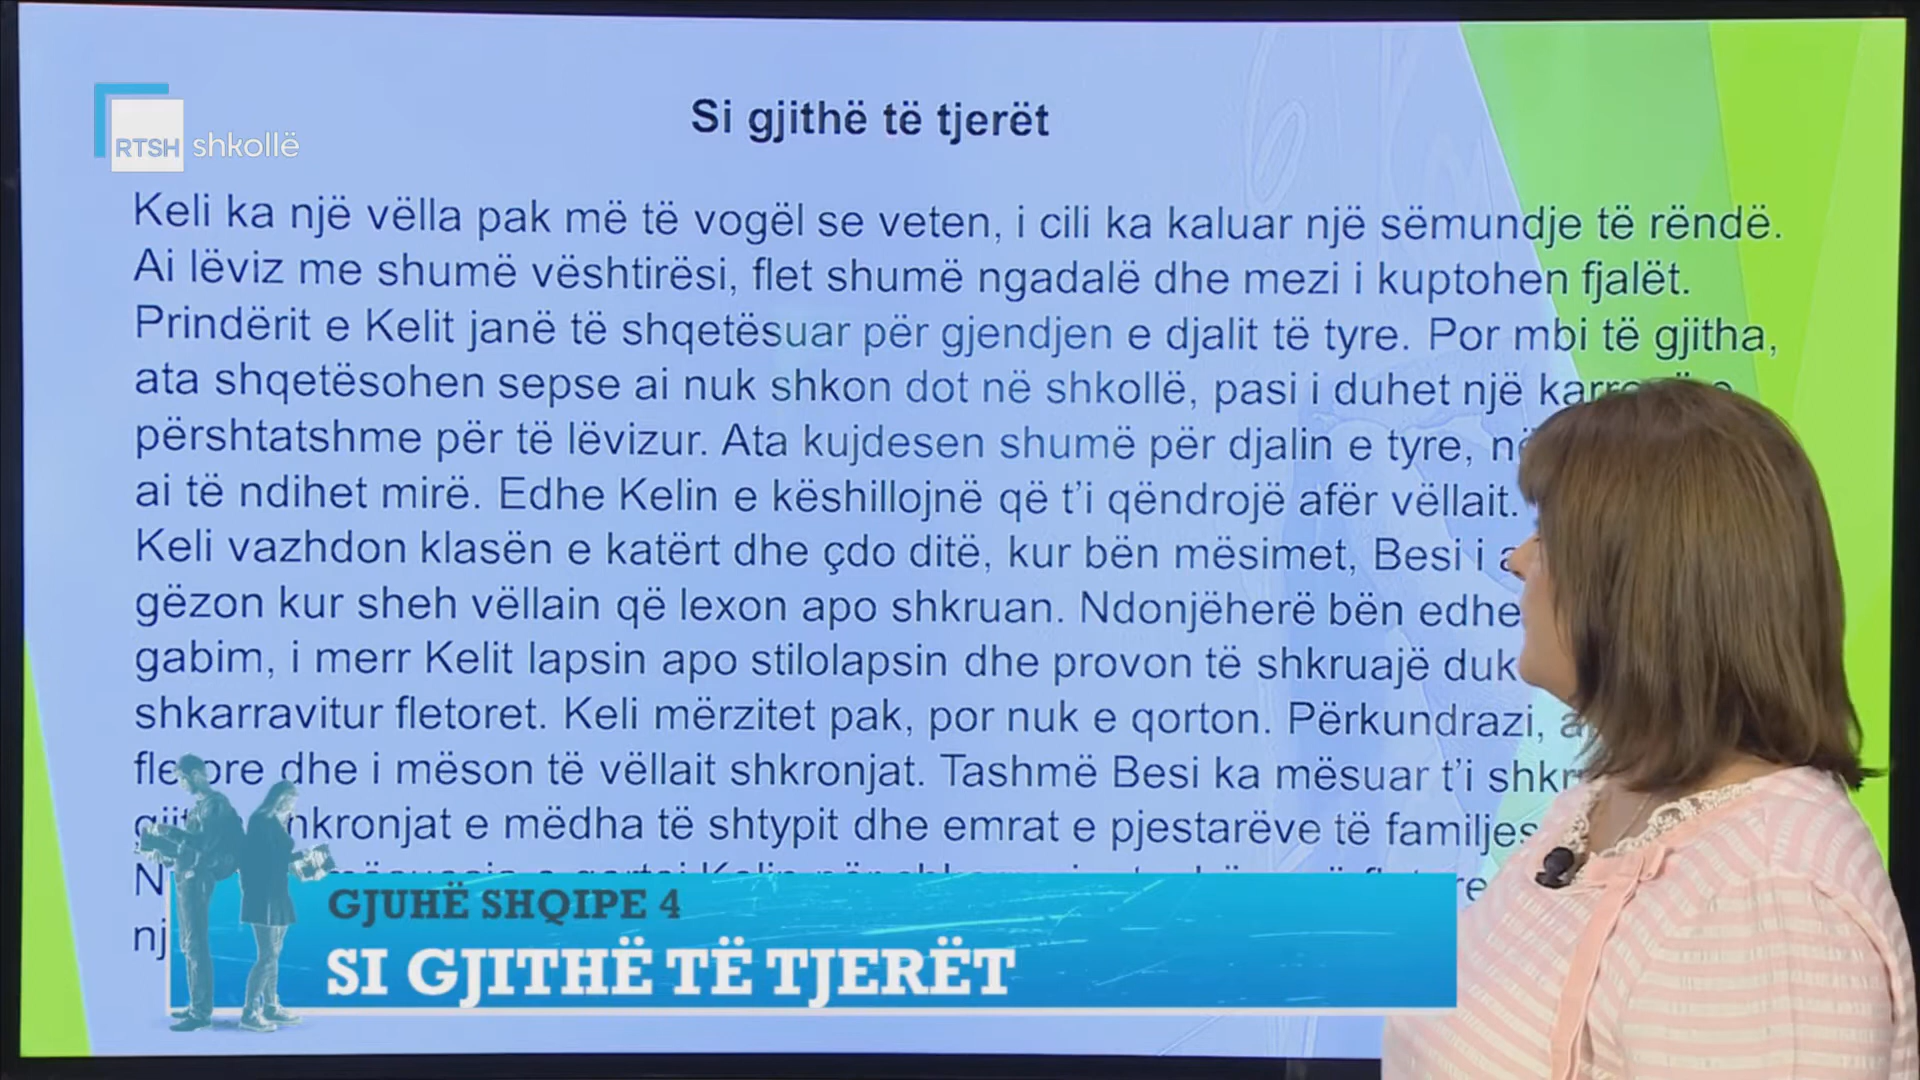 Si gjithë të tjerët
RTSH shkollë
Keli ka një vëlla pak më të vogël se veten, i cili ka kaluar një sëmundje të rëndë.
Ai lëviz me shumë vështirësi, flet shumë ngadalë dhe mezi i kuptohen fjalët.
Prindërit e Kelit janë të shqetësuar për gjendjen e djalit të tyre. Por mbi të gjitha,
ata shqetësohen sepse ai nuk shkon dot në shkollë, pasi i duhet një
përshtatshme për të lëvizur. Ata kujdesen shumë për djalin e tyre,
ai të ndihet mirë. Edhe Kelin e këshillojnë që t’i qëndrojë afër vëllait.
Keli vazhdon klasën e katërt dhe çdo ditë, kur bën mësimet, Besi i
gëzon kur sheh vëllain që lexon apo shkruan. Ndonjëherë bën edhe
gabim, i merr Kelit lapsin apo stilolapsin dhe provon të shkruajë
shkarravitur fletoret. Keli mërzitet pak, por nuk e qorton. Përkundrazi,
dhe i mëson të vëllait shkronjat. Tashmë Besi ka mësuar t’i
e mëdha të shtypit dhe emrat e pjestarëve të
GJUHË SHQIPE 4
SI GJITHË TË TJERËT